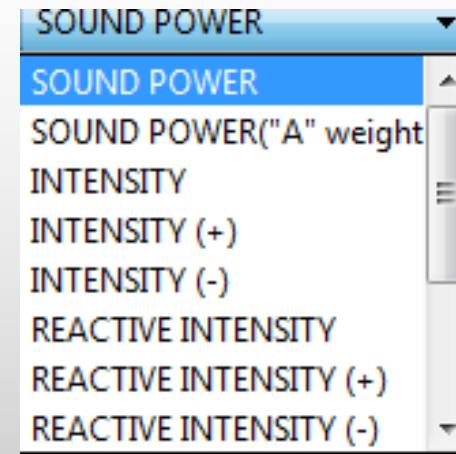 SOUND POWER
SOUND POWER
SOUND POWER("A" weight
INTENSITY
INTENSITY (+)
INTENSITY (-)
REACTIVE INTENSITY
REACTIVE INTENSITY (+)
REACTIVE INTENSITY (-)